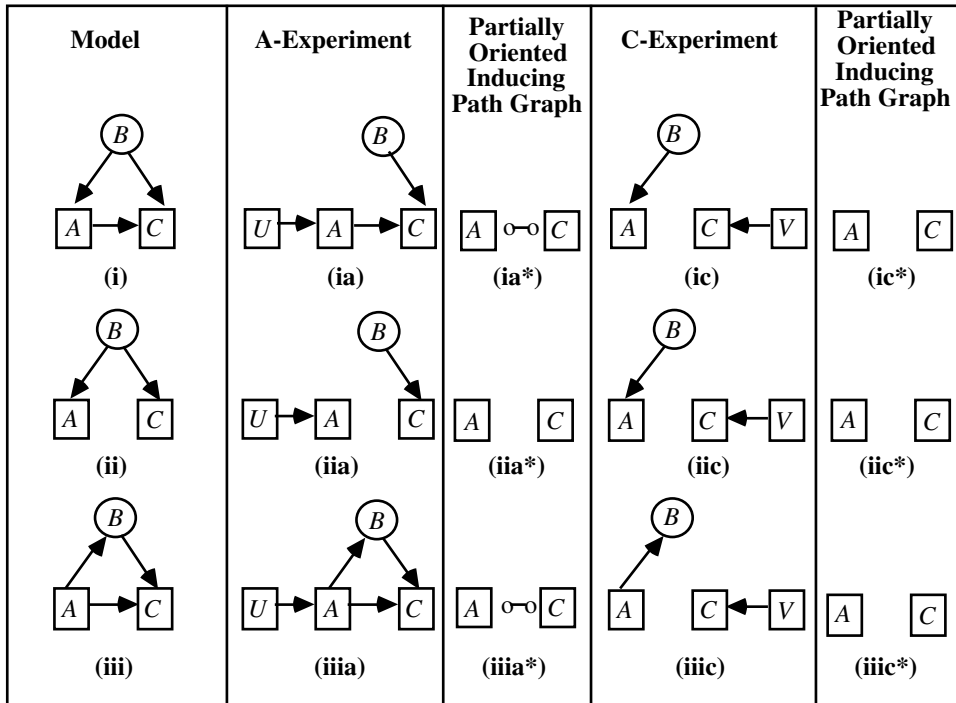 Model
A-Experiment
Partially
Oriented
Inducing
Path Graph
C-Experiment
Partially
Oriented
Inducing
Path Graph
B
A C
(i)
B
U A C
(ia)
A o-o C
(ia*)
B
A C V
(ic)
A C
(ic*)
B
A C
(ii)
B
U A C
(iia)
A C
(iia*)
B
A C V
(iic)
A C
(iic*)
B
A C
(iii)
B
U A C
(iiia)
A o-o C
(iiia*)
B
A C V
(iiic)
A C
(iiic*)